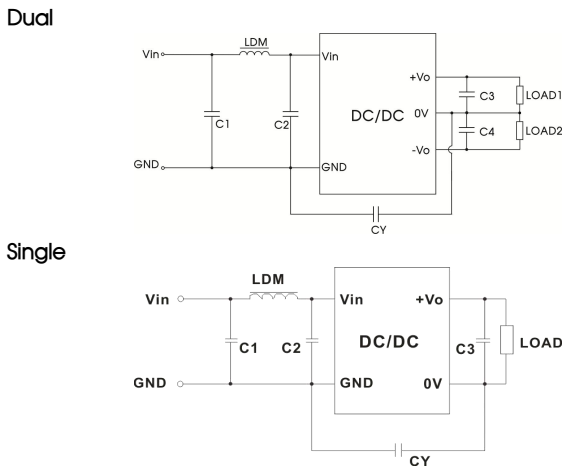 Dual
LDM
Vin
Vin
+Vo
C1
C2
DC/DC
0V
C3
LOAD1
C4
LOAD2
-Vo
GND
GND
CY
Single
LDM
Vin
Vin
+Vo
C1
C2
DC/DC
C3
LOAD
GND
GND
0V
CY